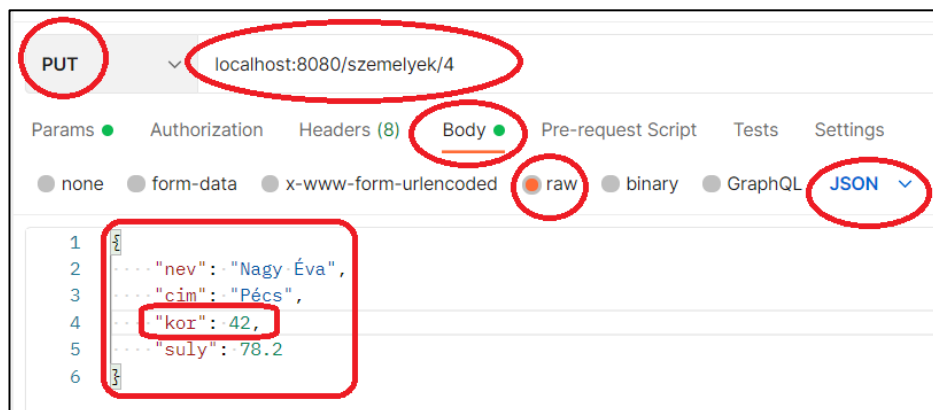 PUT localhost:8080/szemelyek/4
Params Authorization Headers (8) Body Pre-request Script Tests Settings
none form-data x-www-form-urlencoded raw binary GraphQL JSON
1 {
2 "nev": "Nagy Éva",
3 "cim": "Pécs",
4 "kor": 42,
5 "suly": 78.2
6 }